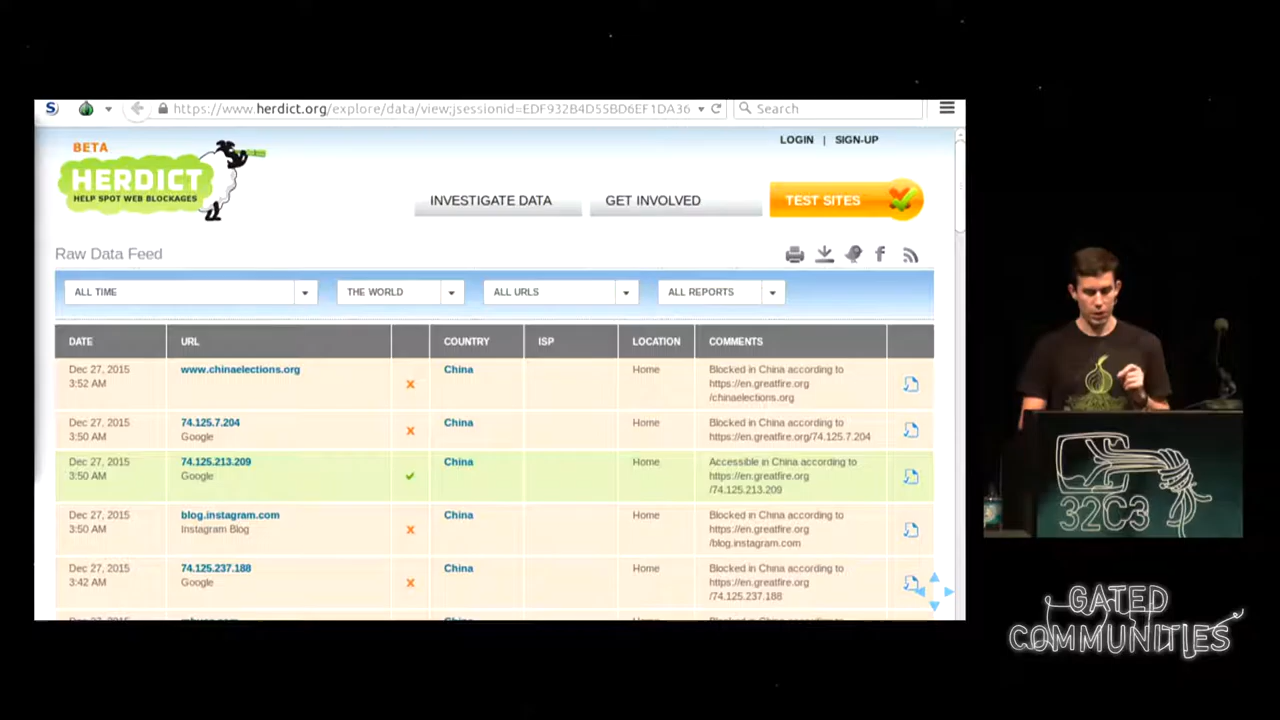 https://www.herdict.org/explore/data/view;jsessionid=EDF932B4D55BD6EF1DA36
Search
LOGIN | SIGN-UP
BETA
HERDICT
HELP SPOT WEB BLOCKAGES
INVESTIGATE DATA
GET INVOLVED
TEST SITES
Raw Data Feed
ALL TIME
THE WORLD
ALL URLS
ALL REPORTS
DATE URL COUNTRY ISP LOCATION COMMENTS
Dec 27, 2015 www.chinaelections.org China Home Blocked in China according to
3:52 AM https://en.greatfire.org
/chinaelections.org
Dec 27, 2015 74.125.7.204 China Home Blocked in China according to
3:50 AM Google https://en.greatfire.org/74.125.7.204
Dec 27, 2015 74.125.213.209 China Home Accessible in China according to
3:50 AM Google https://en.greatfire.org
/74.125.213.209
Dec 27, 2015 blog.instagram.com China Home Blocked in China according to
3:50 AM Instagram Blog https://en.greatfire.org
/blog.instagram.com
Dec 27, 2015 74.125.237.188 China Home Blocked in China according to
3:42 AM Google https://en.greatfire.org
/74.125.237.188
32C3
GATED
COMMUNITIES